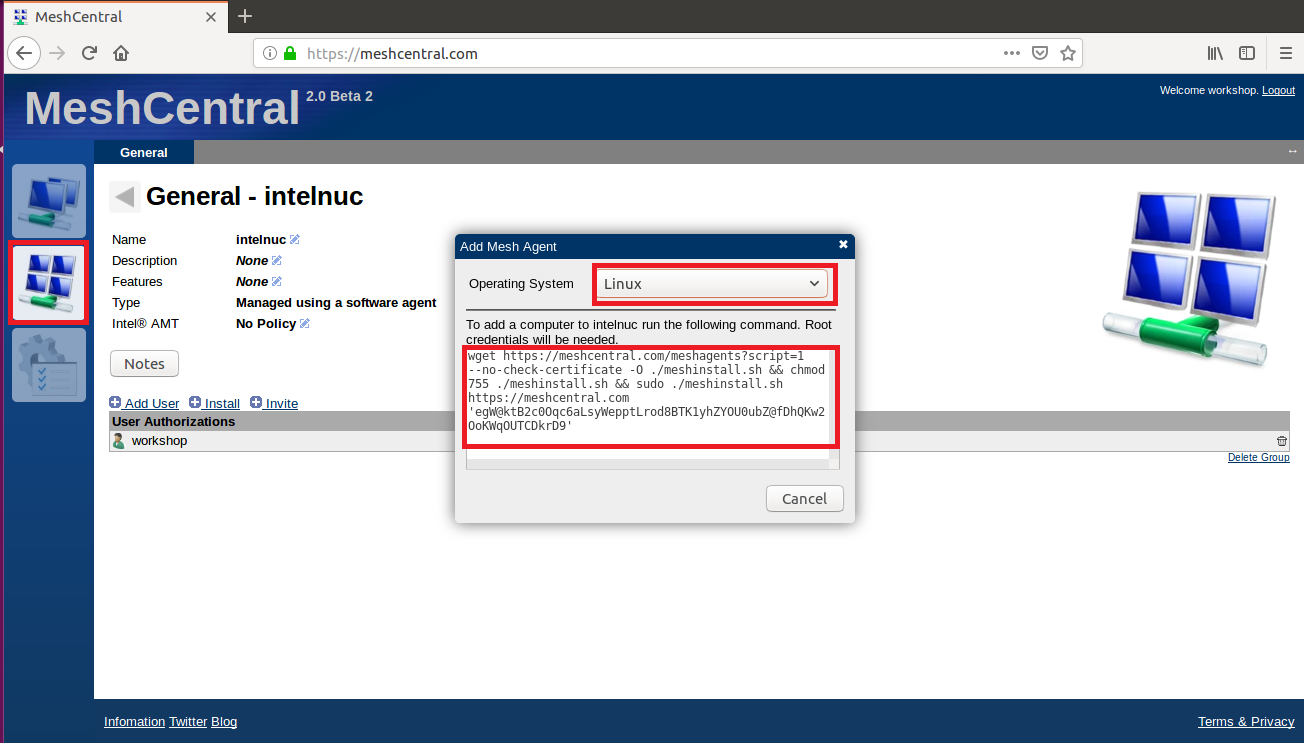 MeshCentral
https://meshcentral.com
MeshCentral 2.0 Beta 2
Welcome workshop. Logout
General
General - intelnuc
Name intelnuc
Description None
Features None
Type Managed using a software agent
Intel® AMT No Policy
Notes
Add User Install Invite
User Authorizations
workshop
Delete Group
Add Mesh Agent
Operating System Linux
To add a computer to intelnuc run the following command. Root
credentials will be needed.
wget https://meshcentral.com/meshagents?script=1
--no-check-certificate -O ./meshinstall.sh && chmod
755 ./meshinstall.sh && sudo ./meshinstall.sh
https://meshcentral.com
'egW@ktB2c0Oqc6aLsyWepptLrod8BTK1yhZYOU0ubZ@fDhQKw2
OoKWqOUTCDkrD9'
Cancel
Infomation Twitter Blog
Terms & Privacy